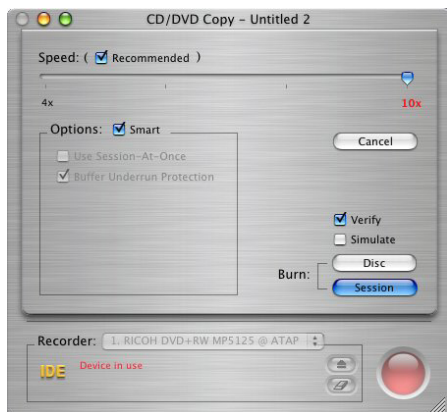 CD/DVD Copy – Untitled 2
Speed: ( Recommended )
4x 10x
Options: Smart
Cancel
Use Session-At-Once
Buffer Underrun Protection
Verify
Simulate
Burn: Disc
Session
Recorder: 1. RICOH DVD+RW MP5125 @ ATAP
IDE Device in use